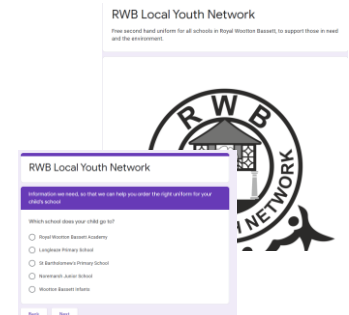 RWB Local Youth Network
Free second hand uniform for all schools in Royal Wootton Bassett, to support those in need
and the environment.
RWB
NETWORK
RWB Local Youth Network
Information we need, so that we can help you order the right uniform for your
child's school
Which school does your child go to?
Royal Wootton Bassett Academy
Longleaze Primary School
St Bartholomew's Primary School
Noremarsh Junior School
Wootton Bassett Infants
Back
Next